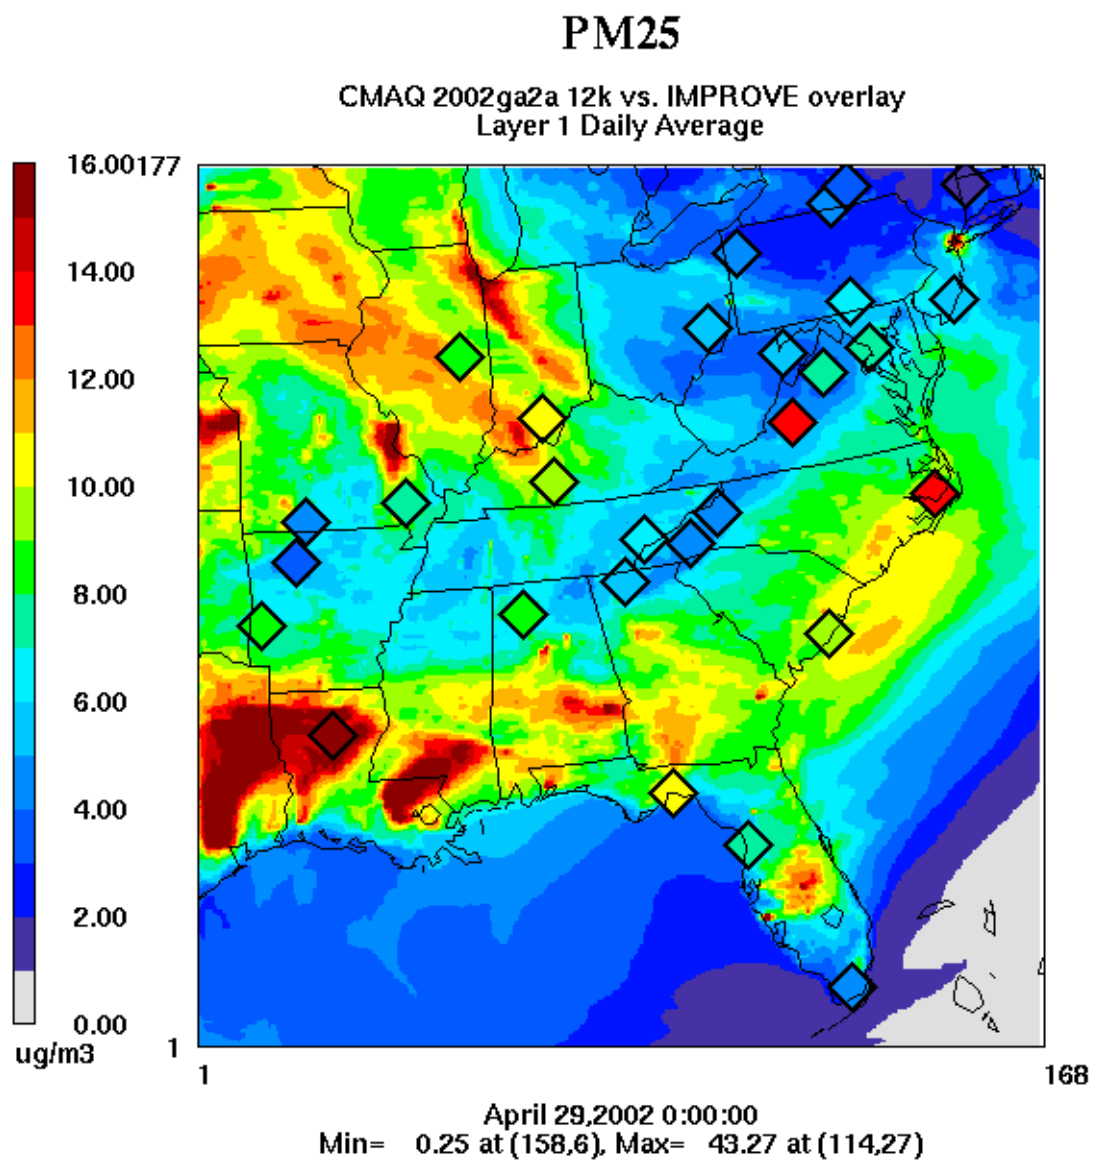 PM25
CMAQ 2002ga2a 12k vs. IMPROVE overlay
Layer 1 Daily Average
16.00
14.00
12.00
10.00
8.00
6.00
4.00
2.00
0.00
ug/m3
177
1
1
168
April 29,2002 0:00:00
Min= 0.25 at (158,6), Max= 43.27 at (114,27)